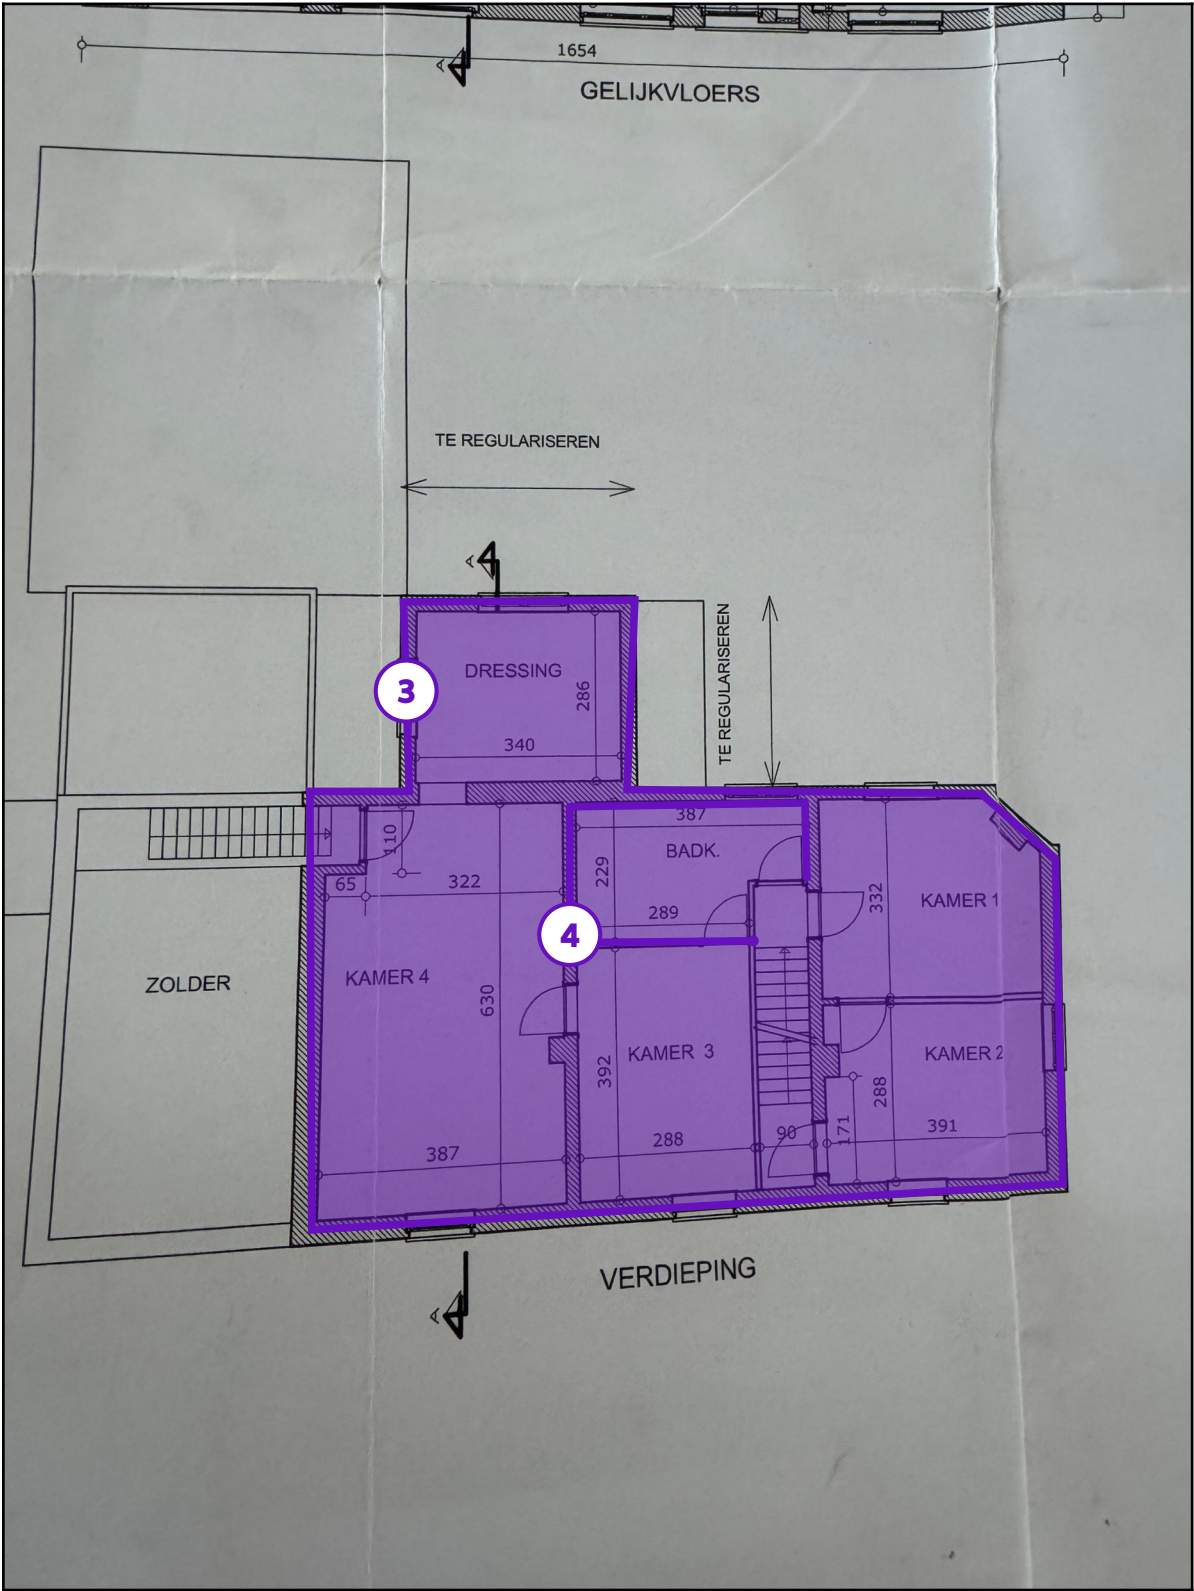 1654
A
GELIJKVLOERS
TE REGULARISEREN
A
TE REGULARISEREN
DRESSING
286
3
340
387
110
BADK.
229
65
322
332
KAMER 1
289
4
ZOLDER
KAMER 4
630
KAMER 3
KAMER 2
392
288
171
387
288
90
391
VERDIEPING
A